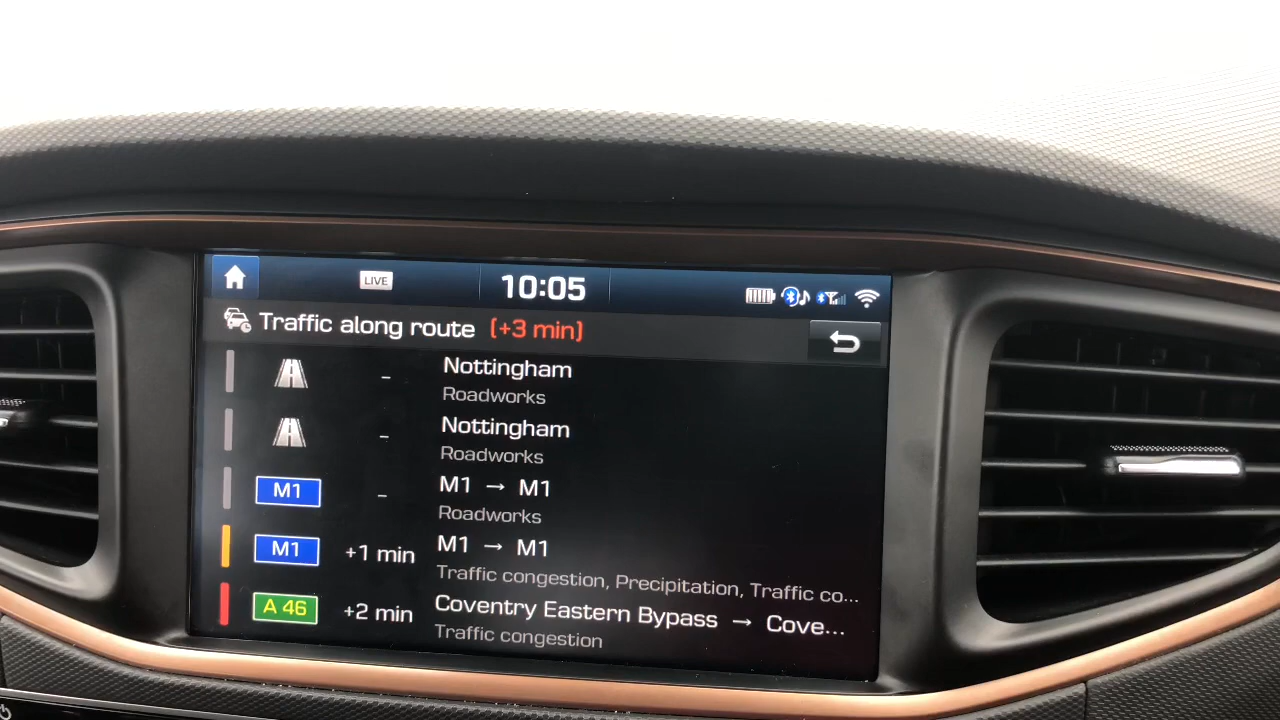 LIVE
10:05
Traffic along route (+3 min)
- Nottingham
Roadworks
- Nottingham
Roadworks
M1 - M1 → M1
Roadworks
M1 +1 min M1 → M1
Traffic congestion, Precipitation, Traffic co...
A 46 +2 min Coventry Eastern Bypass → Cove...
Traffic congestion